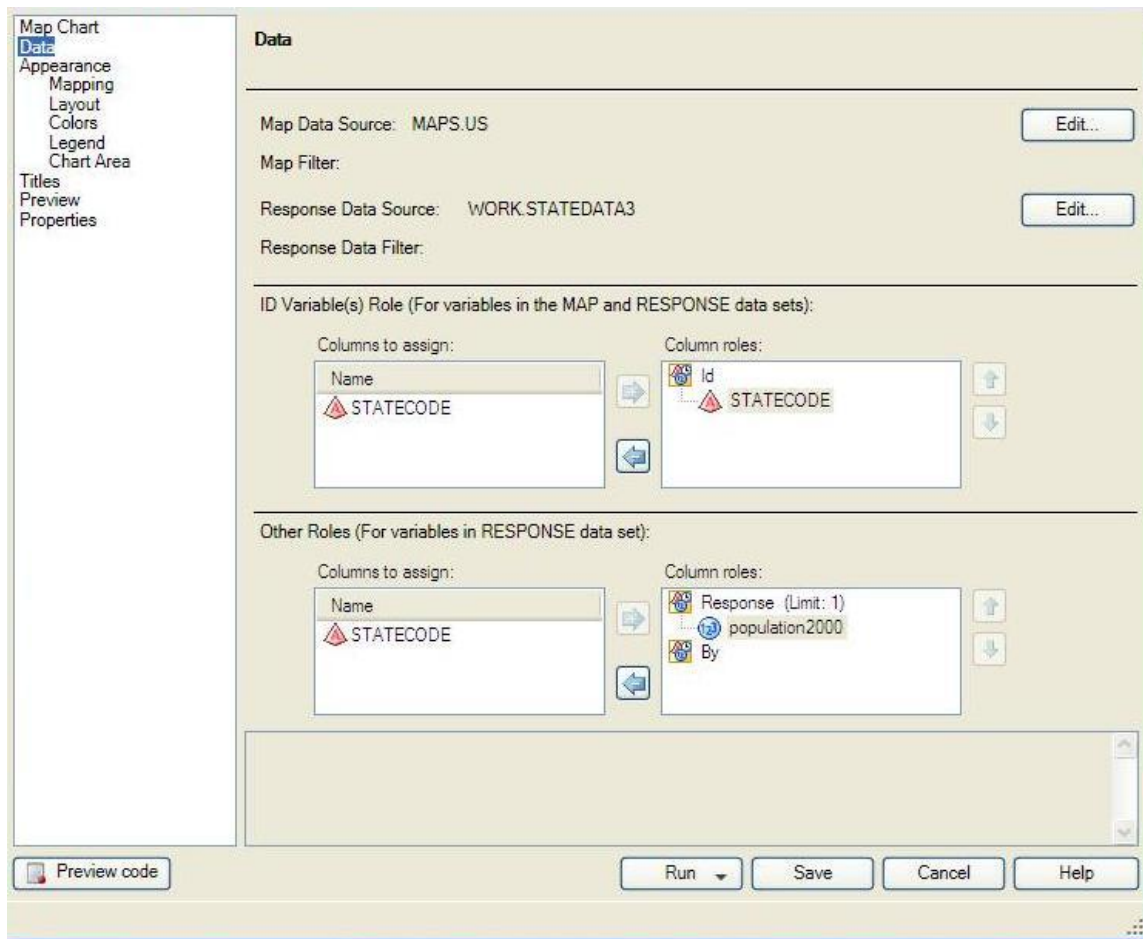 Map Chart
Data
Appearance
Mapping
Layout
Colors
Legend
Chart Area
Titles
Preview
Properties
Data
Map Data Source: MAPS.US
Edit...
Map Filter:
Response Data Source: WORK.STATEDATA3
Edit...
Response Data Filter:
ID Variable(s) Role (For variables in the MAP and RESPONSE data sets):
Columns to assign:
Name
STATECODE
Column roles:
Id
STATECODE
Other Roles (For variables in RESPONSE data set):
Columns to assign:
Name
STATECODE
Column roles:
Response (Limit: 1)
population2000
By
Preview code
Run
Save
Cancel
Help